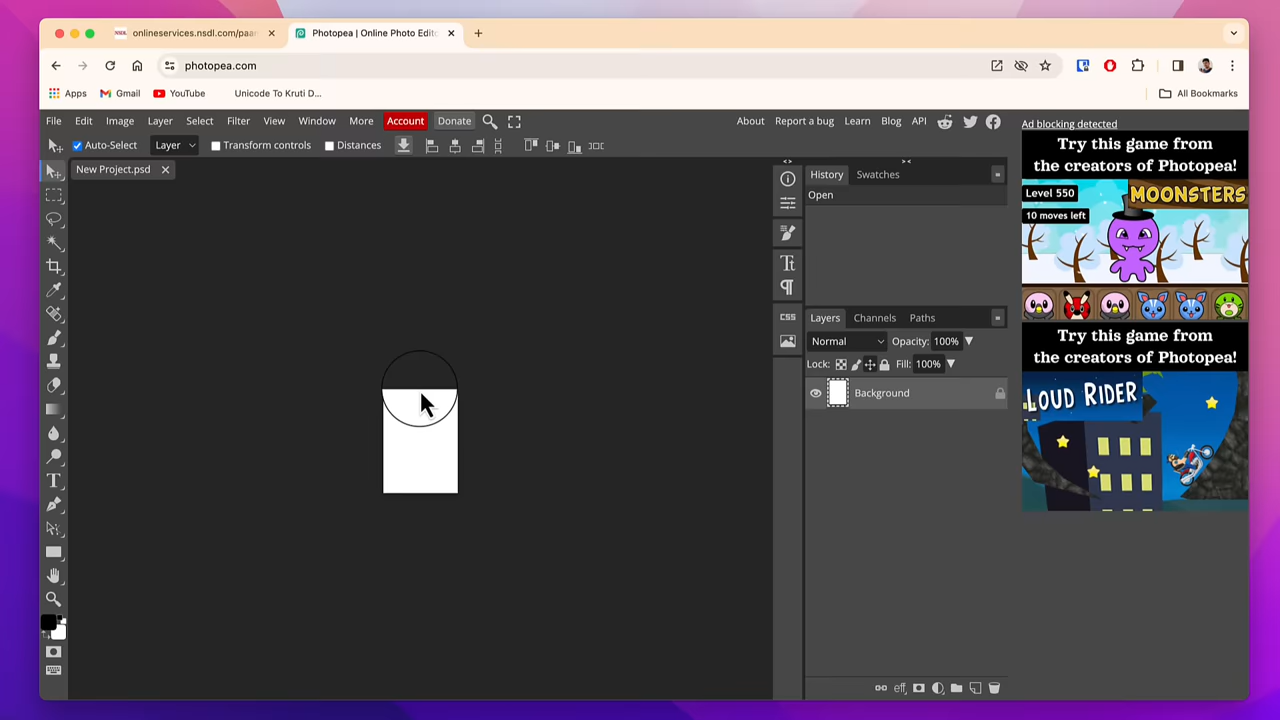 onlineservices.nsdl.com/paa
Photopea | Online Photo Edito
photopea.com
Apps
Gmail
YouTube
Unicode To Kruti D...
All Bookmarks
File Edit Image Layer Select Filter View Window More Account Donate
About Report a bug Learn Blog API
Ad blocking detected
Auto-Select Layer Transform controls Distances
New Project.psd
History Swatches
Open
Layers Channels Paths
Normal Opacity: 100%
Lock: Fill: 100%
Background
CSS
eff
Try this game from
the creators of Photopea!
Level 550
MOONSTERS
10 moves left
Try this game from
the creators of Photopea!
LOUD RIDER